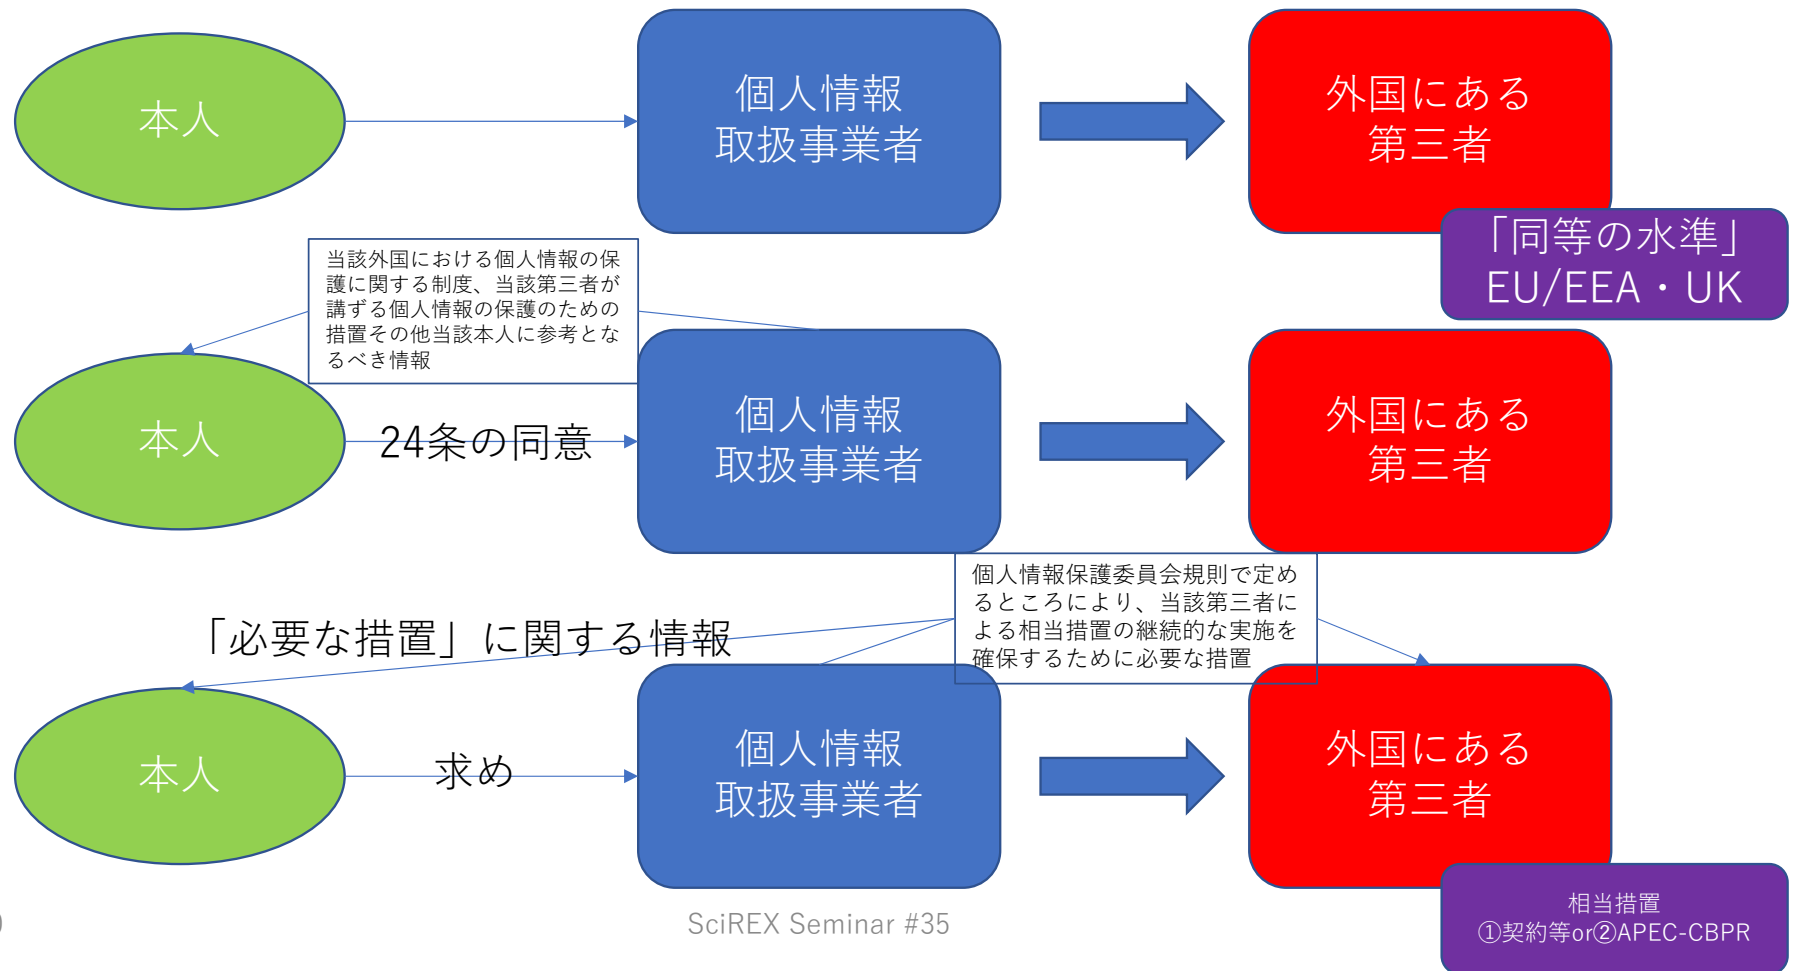 本人
個人情報
取扱事業者
外国にある
第三者
「同等の水準」
EU/EEA・UK
当該外国における個人情報の保
護に関する制度、当該第三者が
講ずる個人情報の保護のための
措置その他当該本人に参考とな
るべき情報
本人
24条の同意
個人情報
取扱事業者
外国にある
第三者
個人情報保護委員会規則で定め
るところにより、当該第三者に
よる相当措置の継続的な実施を
確保するために必要な措置
「必要な措置」に関する情報
本人
求め
個人情報
取扱事業者
外国にある
第三者
相当措置
①契約等or②APEC-CBPR
SciREX Seminar #35